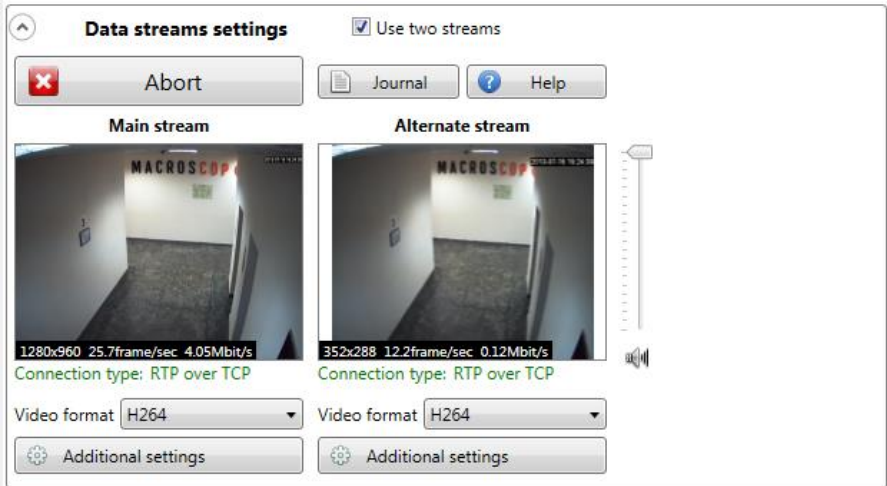 Data streams settings Use two streams
Abort Journal Help
Main stream Alternate stream
MACROSCOP MACROSCOP
1280x960 25.7frame/sec 4.05Mbit/s 352x288 12.2frame/sec 0.12Mbit/s
Connection type: RTP over TCP Connection type: RTP over TCP
Video format H264 Video format H264
Additional settings Additional settings